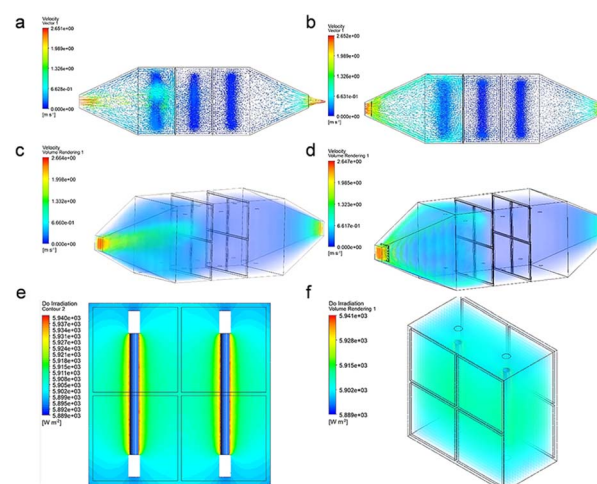 a
Velocity
Vector 1
2.651e+00
1.988e+00
1.326e+00
6.628e-01
0.000e+00
[m s^-1]
b
Velocity
Vector 1
2.652e+00
1.989e+00
1.326e+00
6.631e-01
0.000e+00
[m s^-1]
c
Velocity
Volume Rendering 1
2.664e+00
1.998e+00
1.332e+00
6.660e-01
0.000e+00
[m s^-1]
d
Velocity
Volume Rendering 1
2.647e+00
1.985e+00
1.323e+00
6.617e-01
0.000e+00
[m s^-1]
e
Do Irradiation
Contour 2
5.940e+03
5.937e+03
5.934e+03
5.931e+03
5.927e+03
5.924e+03
5.921e+03
5.918e+03
5.915e+03
5.911e+03
5.908e+03
5.905e+03
5.902e+03
5.899e+03
5.895e+03
5.892e+03
5.889e+03
[W m^-2]
f
Do Irradiation
Volume Rendering 1
5.941e+03
5.928e+03
5.915e+03
5.902e+03
5.889e+03
[W m^-2]